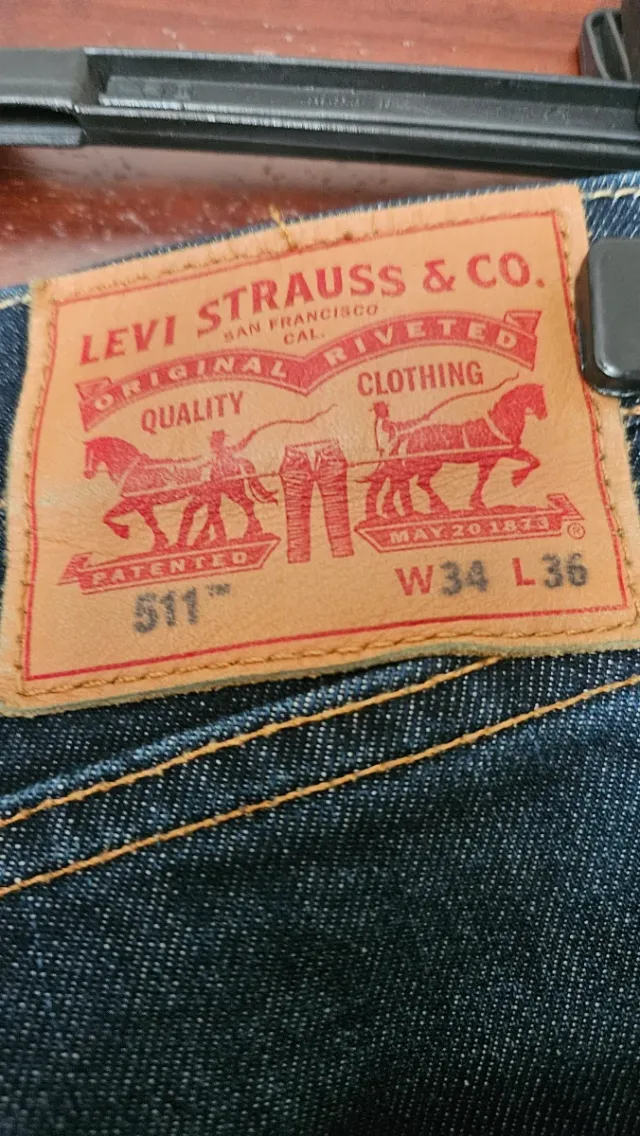 LEVI STRAUSS & CO.
SAN FRANCISCO
CAL.
ORIGINAL RIVETED
QUALITY CLOTHING
PATENTED MAY 20 1873 ®
511™ W34 L36